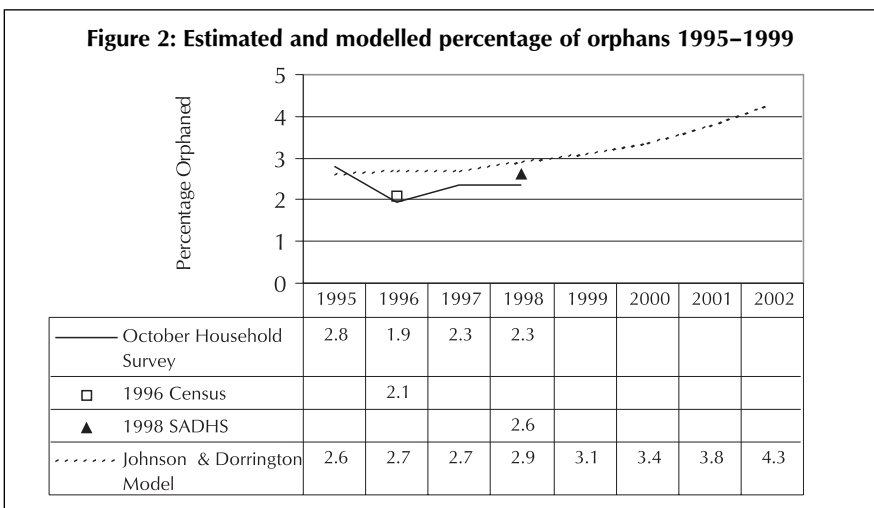 Figure 2: Estimated and modelled percentage of orphans 1995–1999
Percentage Orphaned
5
4
3
2
1
0
1995 1996 1997 1998 1999 2000 2001 2002
October Household 2.8 1.9 2.3 2.3
Survey
1996 Census 2.1
1998 SADHS 2.6
Johnson & Dorrington 2.6 2.7 2.7 2.9 3.1 3.4 3.8 4.3
Model